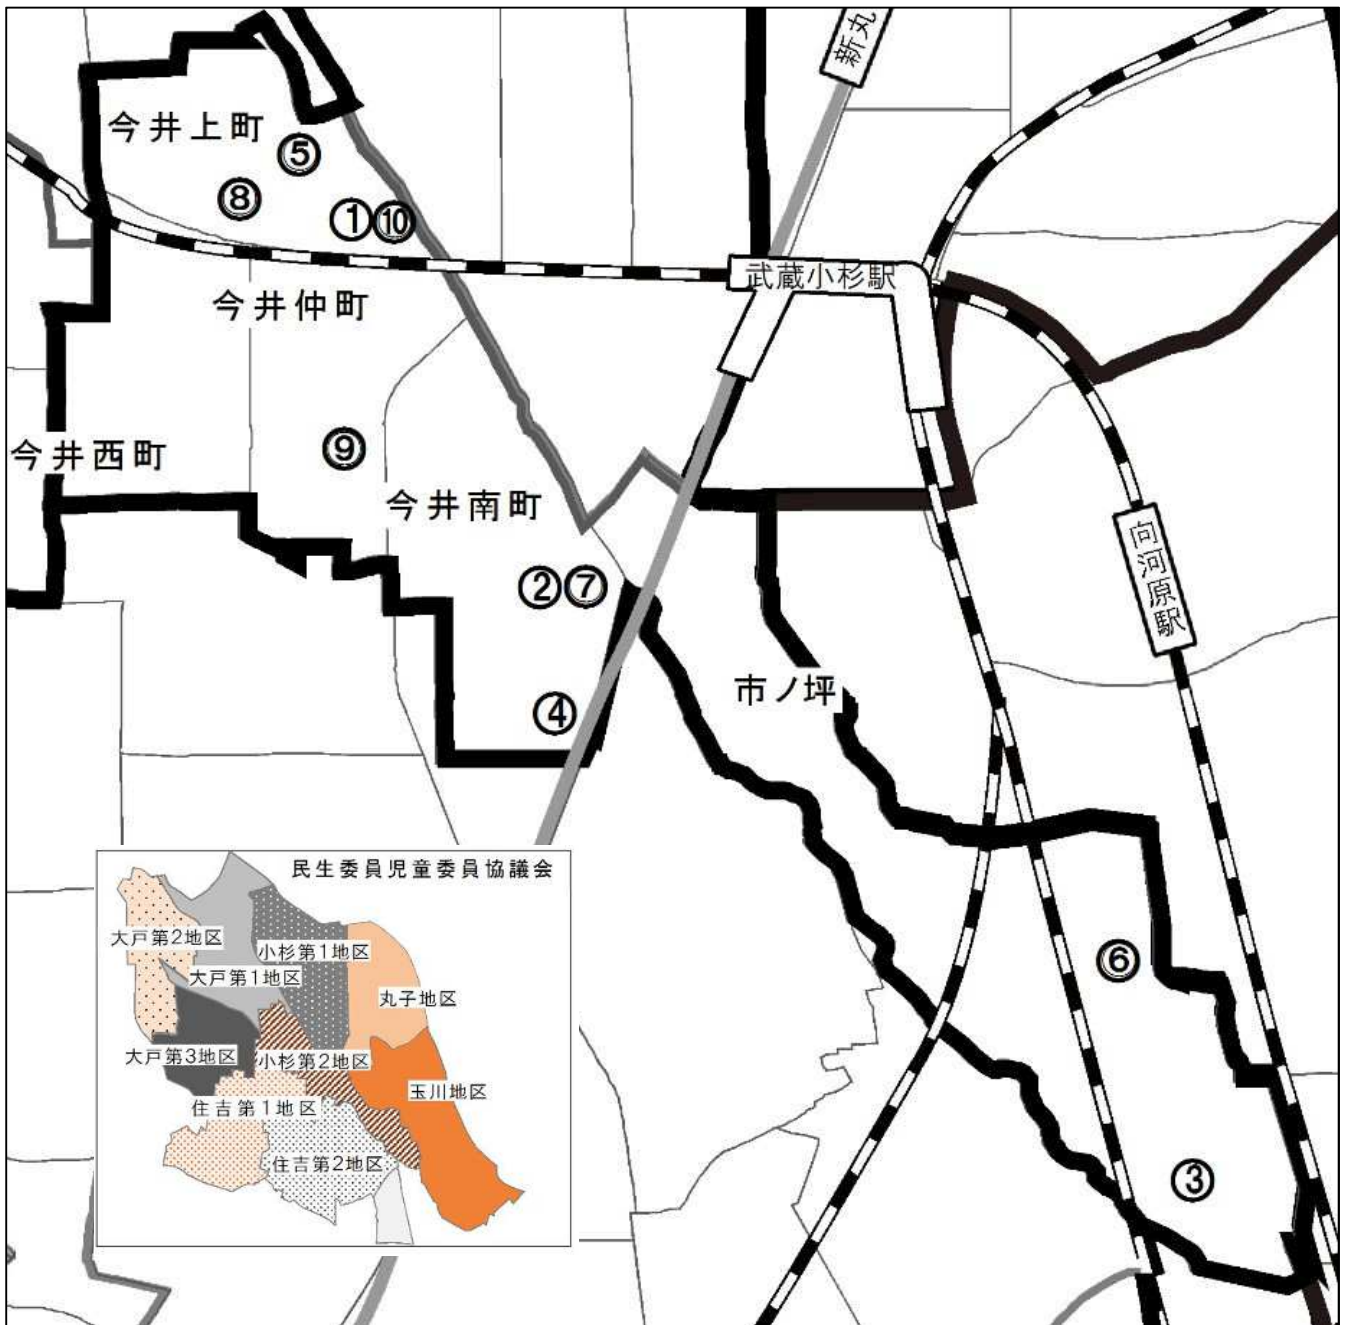 新丸
今井上町
⑤
⑧
①⑩
武蔵小杉駅
今井仲町
今井西町
⑨
今井南町
向河原駅
②⑦
市ノ坪
④
民生委員児童委員協議会
大戸第2地区
小杉第1地区
大戸第1地区
丸子地区
大戸第3地区
小杉第2地区
玉川地区
住吉第1地区
住吉第2地区
⑥
③